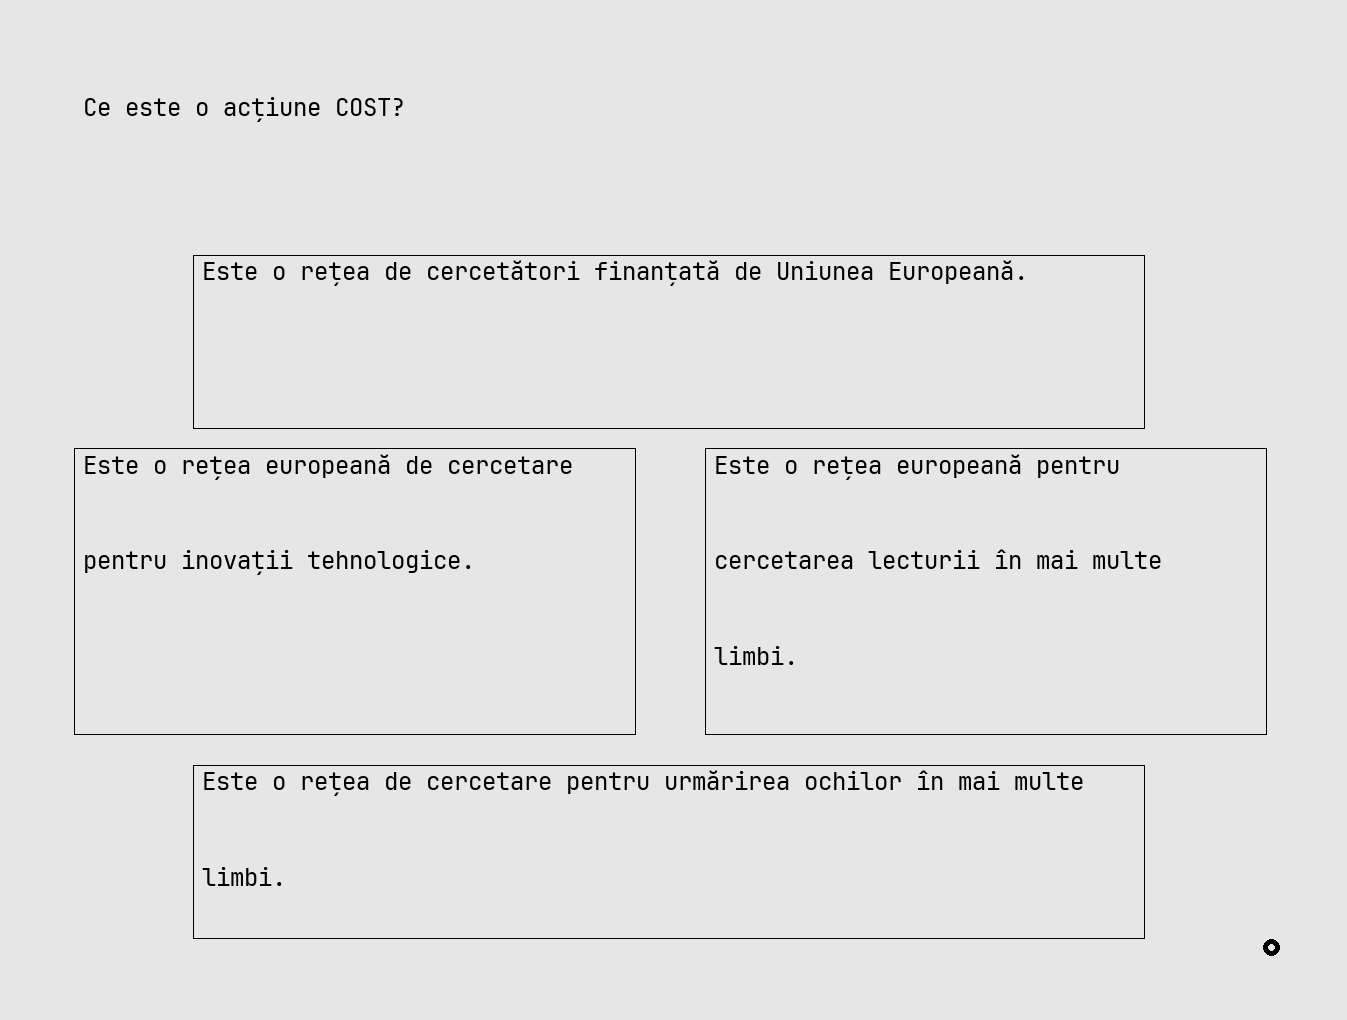 Ce este o acțiune COST?
Este o rețea de cercetători finanțată de Uniunea Europeană.
Este o rețea europeană de cercetare
pentru inovații tehnologice.
Este o rețea europeană pentru
cercetarea lecturii în mai multe
limbi.
Este o rețea de cercetare pentru urmărirea ochilor în mai multe
limbi.